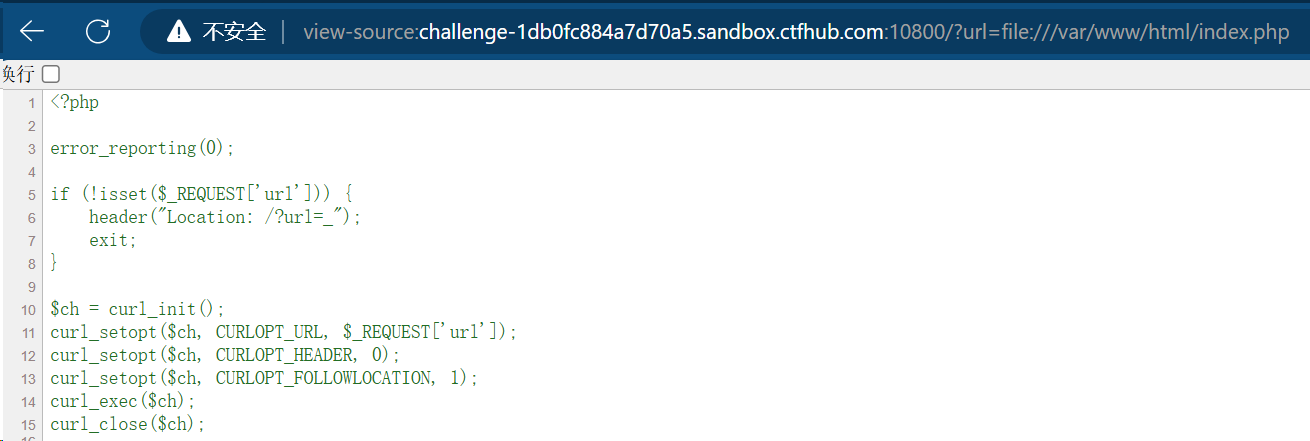 不安全 | view-source:challenge-1db0fc884a7d70a5.sandbox.ctfhub.com:10800/?url=file:///var/www/html/index.php
换行
1 <?php
2
3 error_reporting(0);
4
5 if (!isset($_REQUEST['url'])) {
6     header("Location: /?url=_");
7     exit;
8 }
9
10 $ch = curl_init();
11 curl_setopt($ch, CURLOPT_URL, $_REQUEST['url']);
12 curl_setopt($ch, CURLOPT_HEADER, 0);
13 curl_setopt($ch, CURLOPT_FOLLOWLOCATION, 1);
14 curl_exec($ch);
15 curl_close($ch);